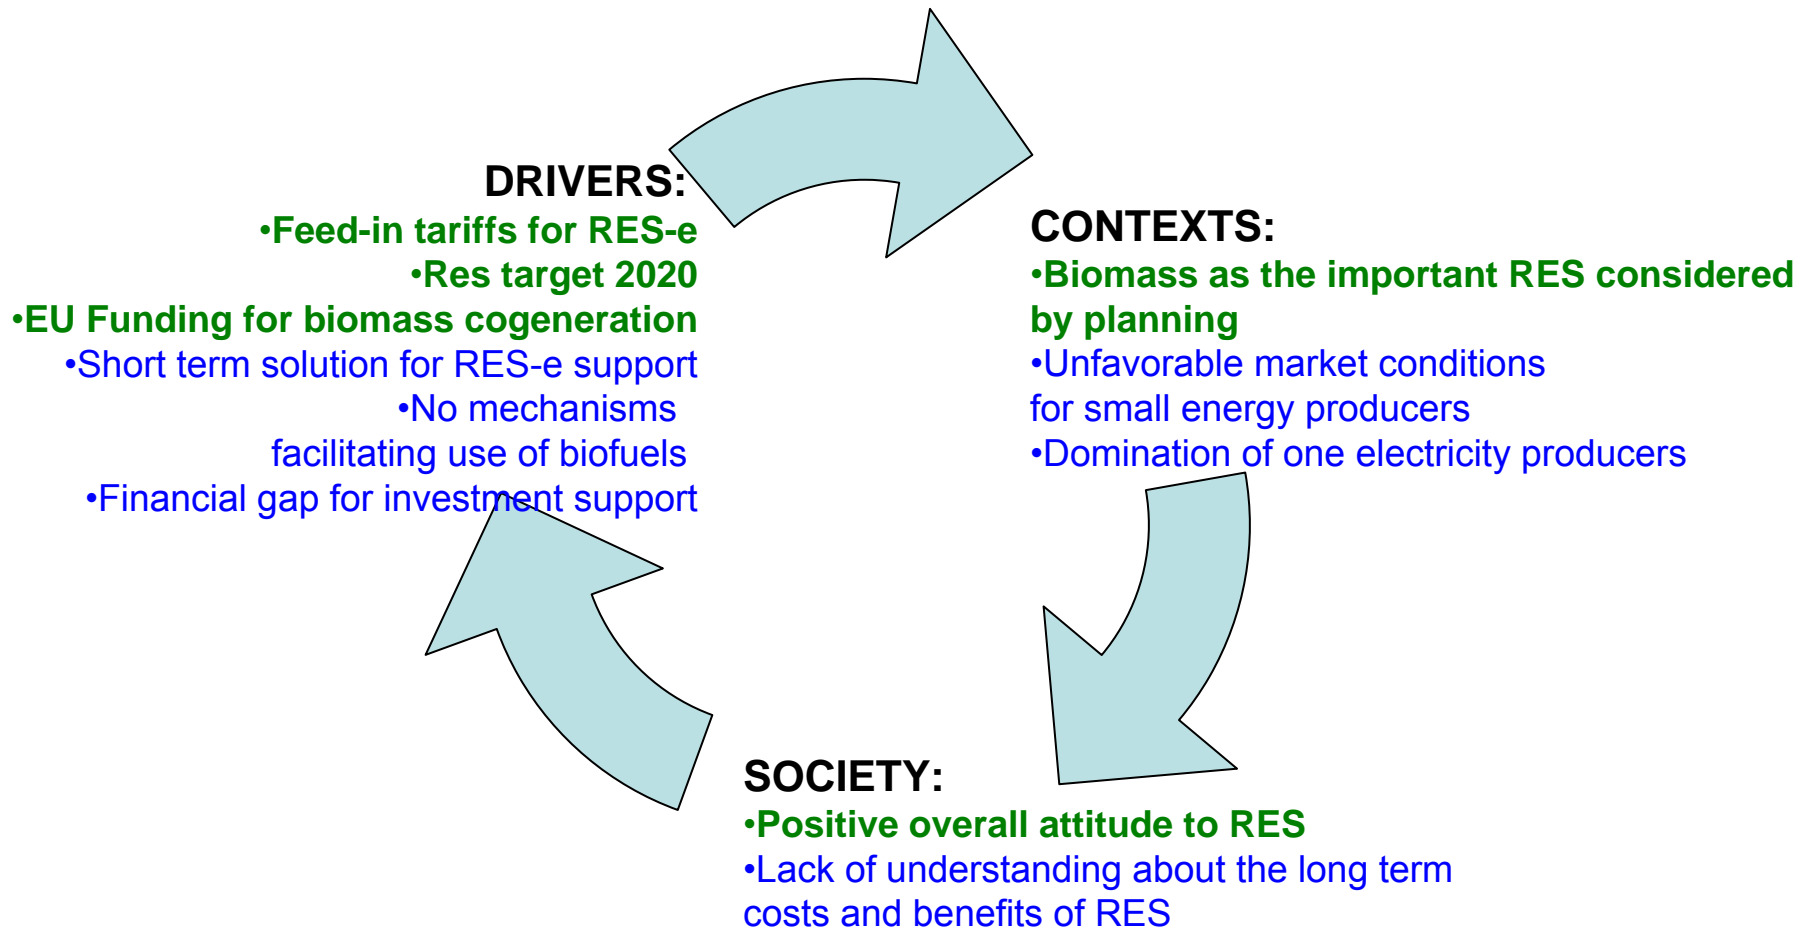 DRIVERS:
•Feed-in tariffs for RES-e
•Res target 2020
•EU Funding for biomass cogeneration
•Short term solution for RES-e support
•No mechanisms
facilitating use of biofuels
•Financial gap for investment support
CONTEXTS:
•Biomass as the important RES considered
by planning
•Unfavorable market conditions
for small energy producers
•Domination of one electricity producers
SOCIETY:
•Positive overall attitude to RES
•Lack of understanding about the long term
costs and benefits of RES